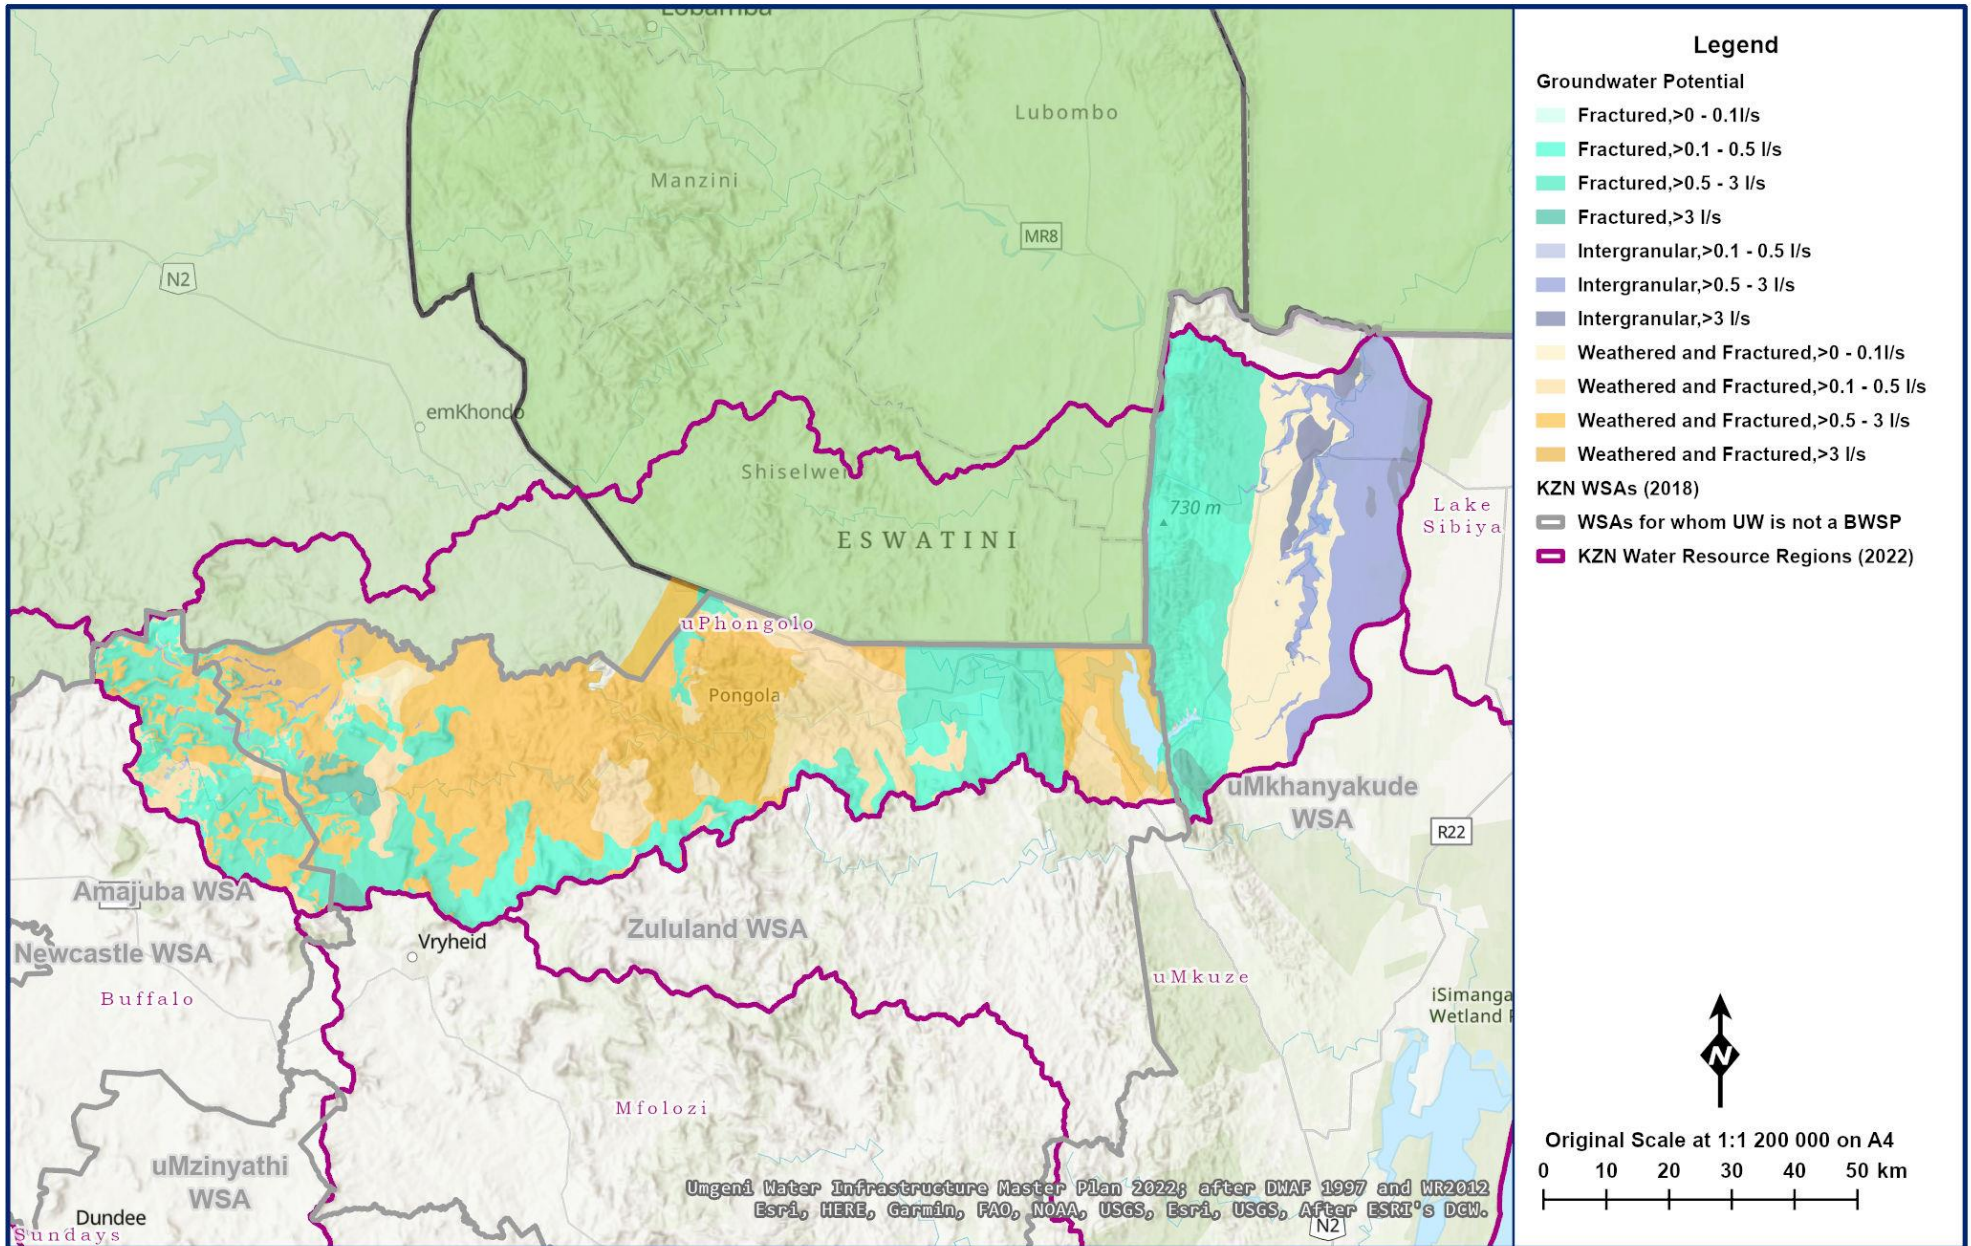 Lobamba
Lubombo
Manzini
MR8
N2
emKhondo
Shiselwe
ESWATINI
730 m
Lake
Sibiya
uPhongolo
Pongola
uMkhanyakude
WSA
R22
Amajuba WSA
Zululand WSA
Vryheid
Newcastle WSA
uMkuze
Buffalo
iSimanga
Wetland P
Mfolozi
uMzinyathi
WSA
Dundee
Sundays
N2
Umgeni Water Infrastructure Master Plan 2022; after DWAF 1997 and WR2012
Esri, HERE, Garmin, FAO, NOAA, USGS, Esri, USGS, After ESRI's DCW.
Legend
Groundwater Potential
Fractured,>0 - 0.1l/s
Fractured,>0.1 - 0.5 l/s
Fractured,>0.5 - 3 l/s
Fractured,>3 l/s
Intergranular,>0.1 - 0.5 l/s
Intergranular,>0.5 - 3 l/s
Intergranular,>3 l/s
Weathered and Fractured,>0 - 0.1l/s
Weathered and Fractured,>0.1 - 0.5 l/s
Weathered and Fractured,>0.5 - 3 l/s
Weathered and Fractured,>3 l/s
KZN WSAs (2018)
WSAs for whom UW is not a BWSP
KZN Water Resource Regions (2022)
N
Original Scale at 1:1 200 000 on A4
0 10 20 30 40 50 km